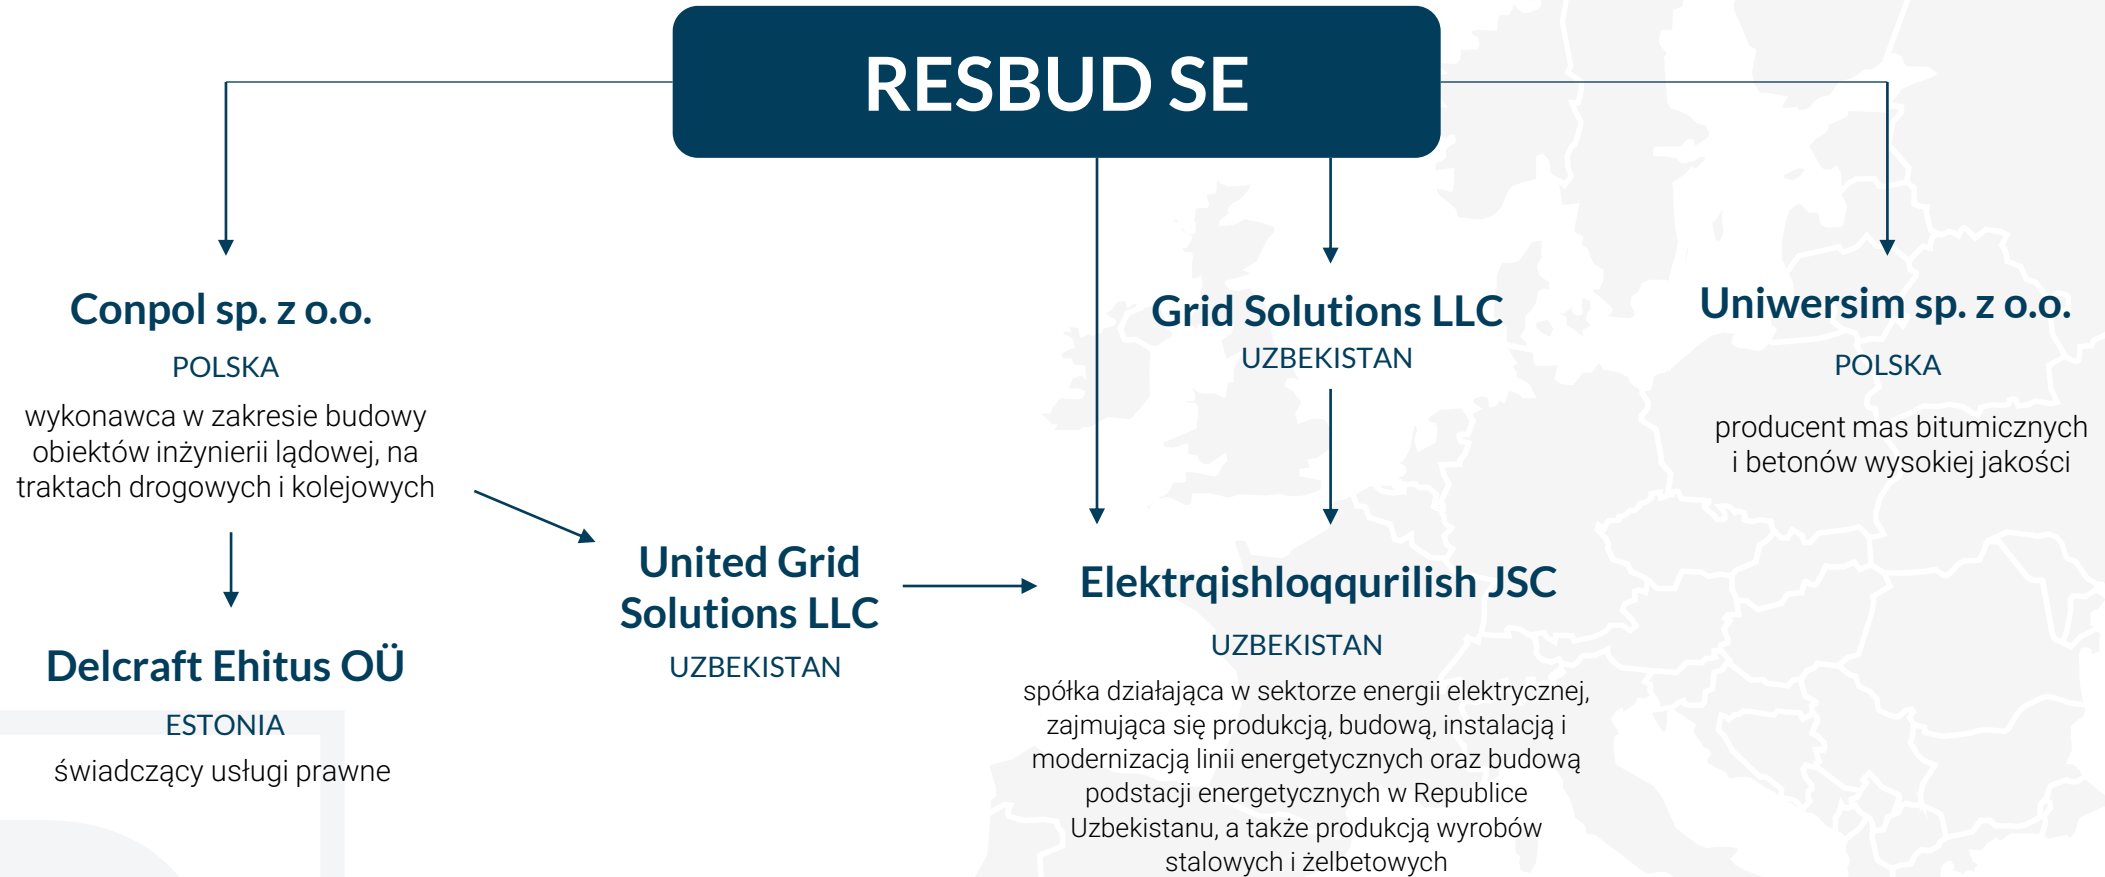 RESBUD SE
Conpol sp. z o.o.
POLSKA
wykonawca w zakresie budowy
obiektów inżynierii lądowej, na
traktach drogowych i kolejowych
Delcraft Ehitus OÜ
ESTONIA
świadczący usługi prawne
United Grid
Solutions LLC
UZBEKISTAN
Grid Solutions LLC
UZBEKISTAN
Elektrqishloqqurilish JSC
UZBEKISTAN
spółka działająca w sektorze energii elektrycznej,
zajmująca się produkcją, budową, instalacją i
modernizacją linii energetycznych oraz budową
podstacji energetycznych w Republice
Uzbekistanu, a także produkcją wyrobów
stalowych i żelbetowych
Uniwersim sp. z o.o.
POLSKA
producent mas bitumicznych
i betonów wysokiej jakości